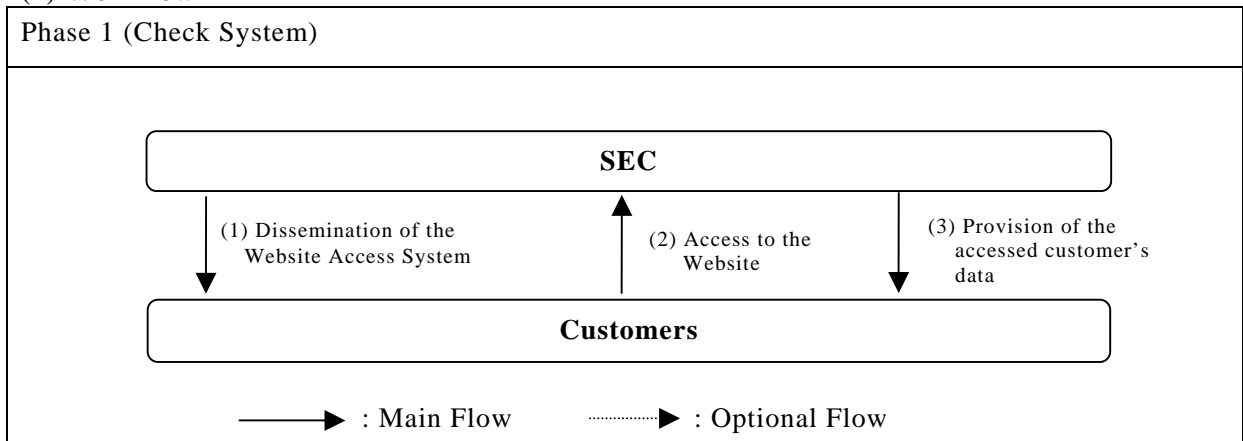 Phase 1 (Check System)
SEC
(1) Dissemination of the
Website Access System
(2) Access to the
Website
(3) Provision of the
accessed customer's
data
Customers
: Main Flow
: Optional Flow